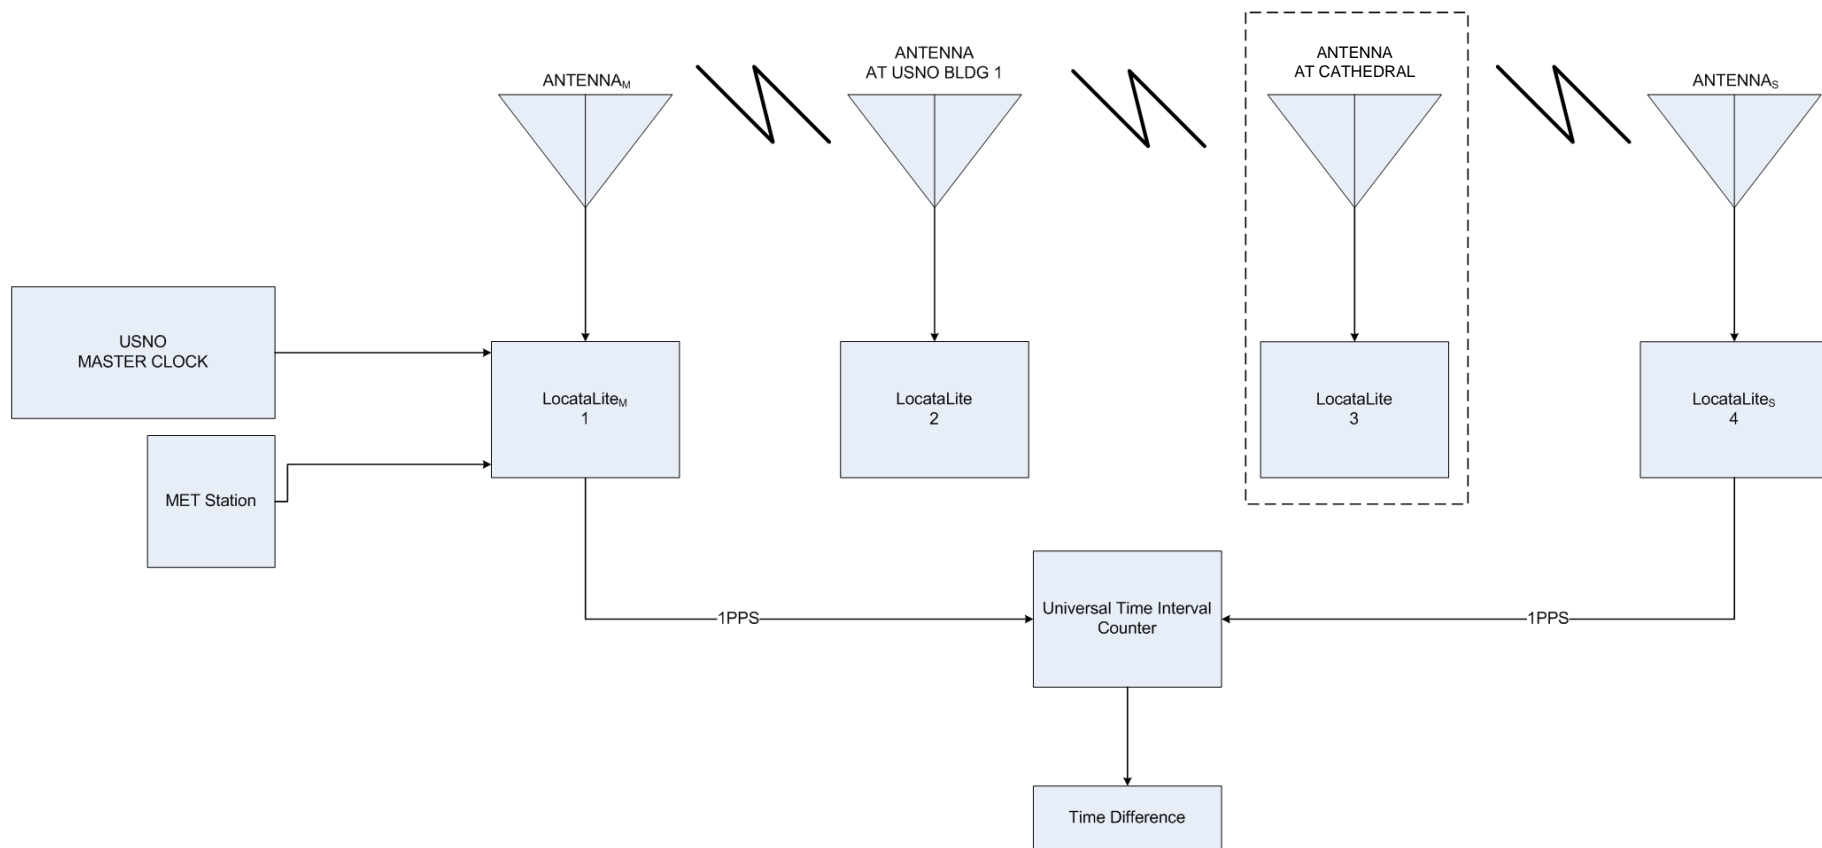 ANTENNA
AT USNO BLDG 1
ANTENNA
AT CATHEDRAL
ANTENNAM
ANTENNAS
USNO
MASTER CLOCK
LocataLiteM
1
LocataLite
2
LocataLite
3
LocataLiteS
4
MET Station
1PPS
Universal Time Interval
Counter
1PPS
Time Difference